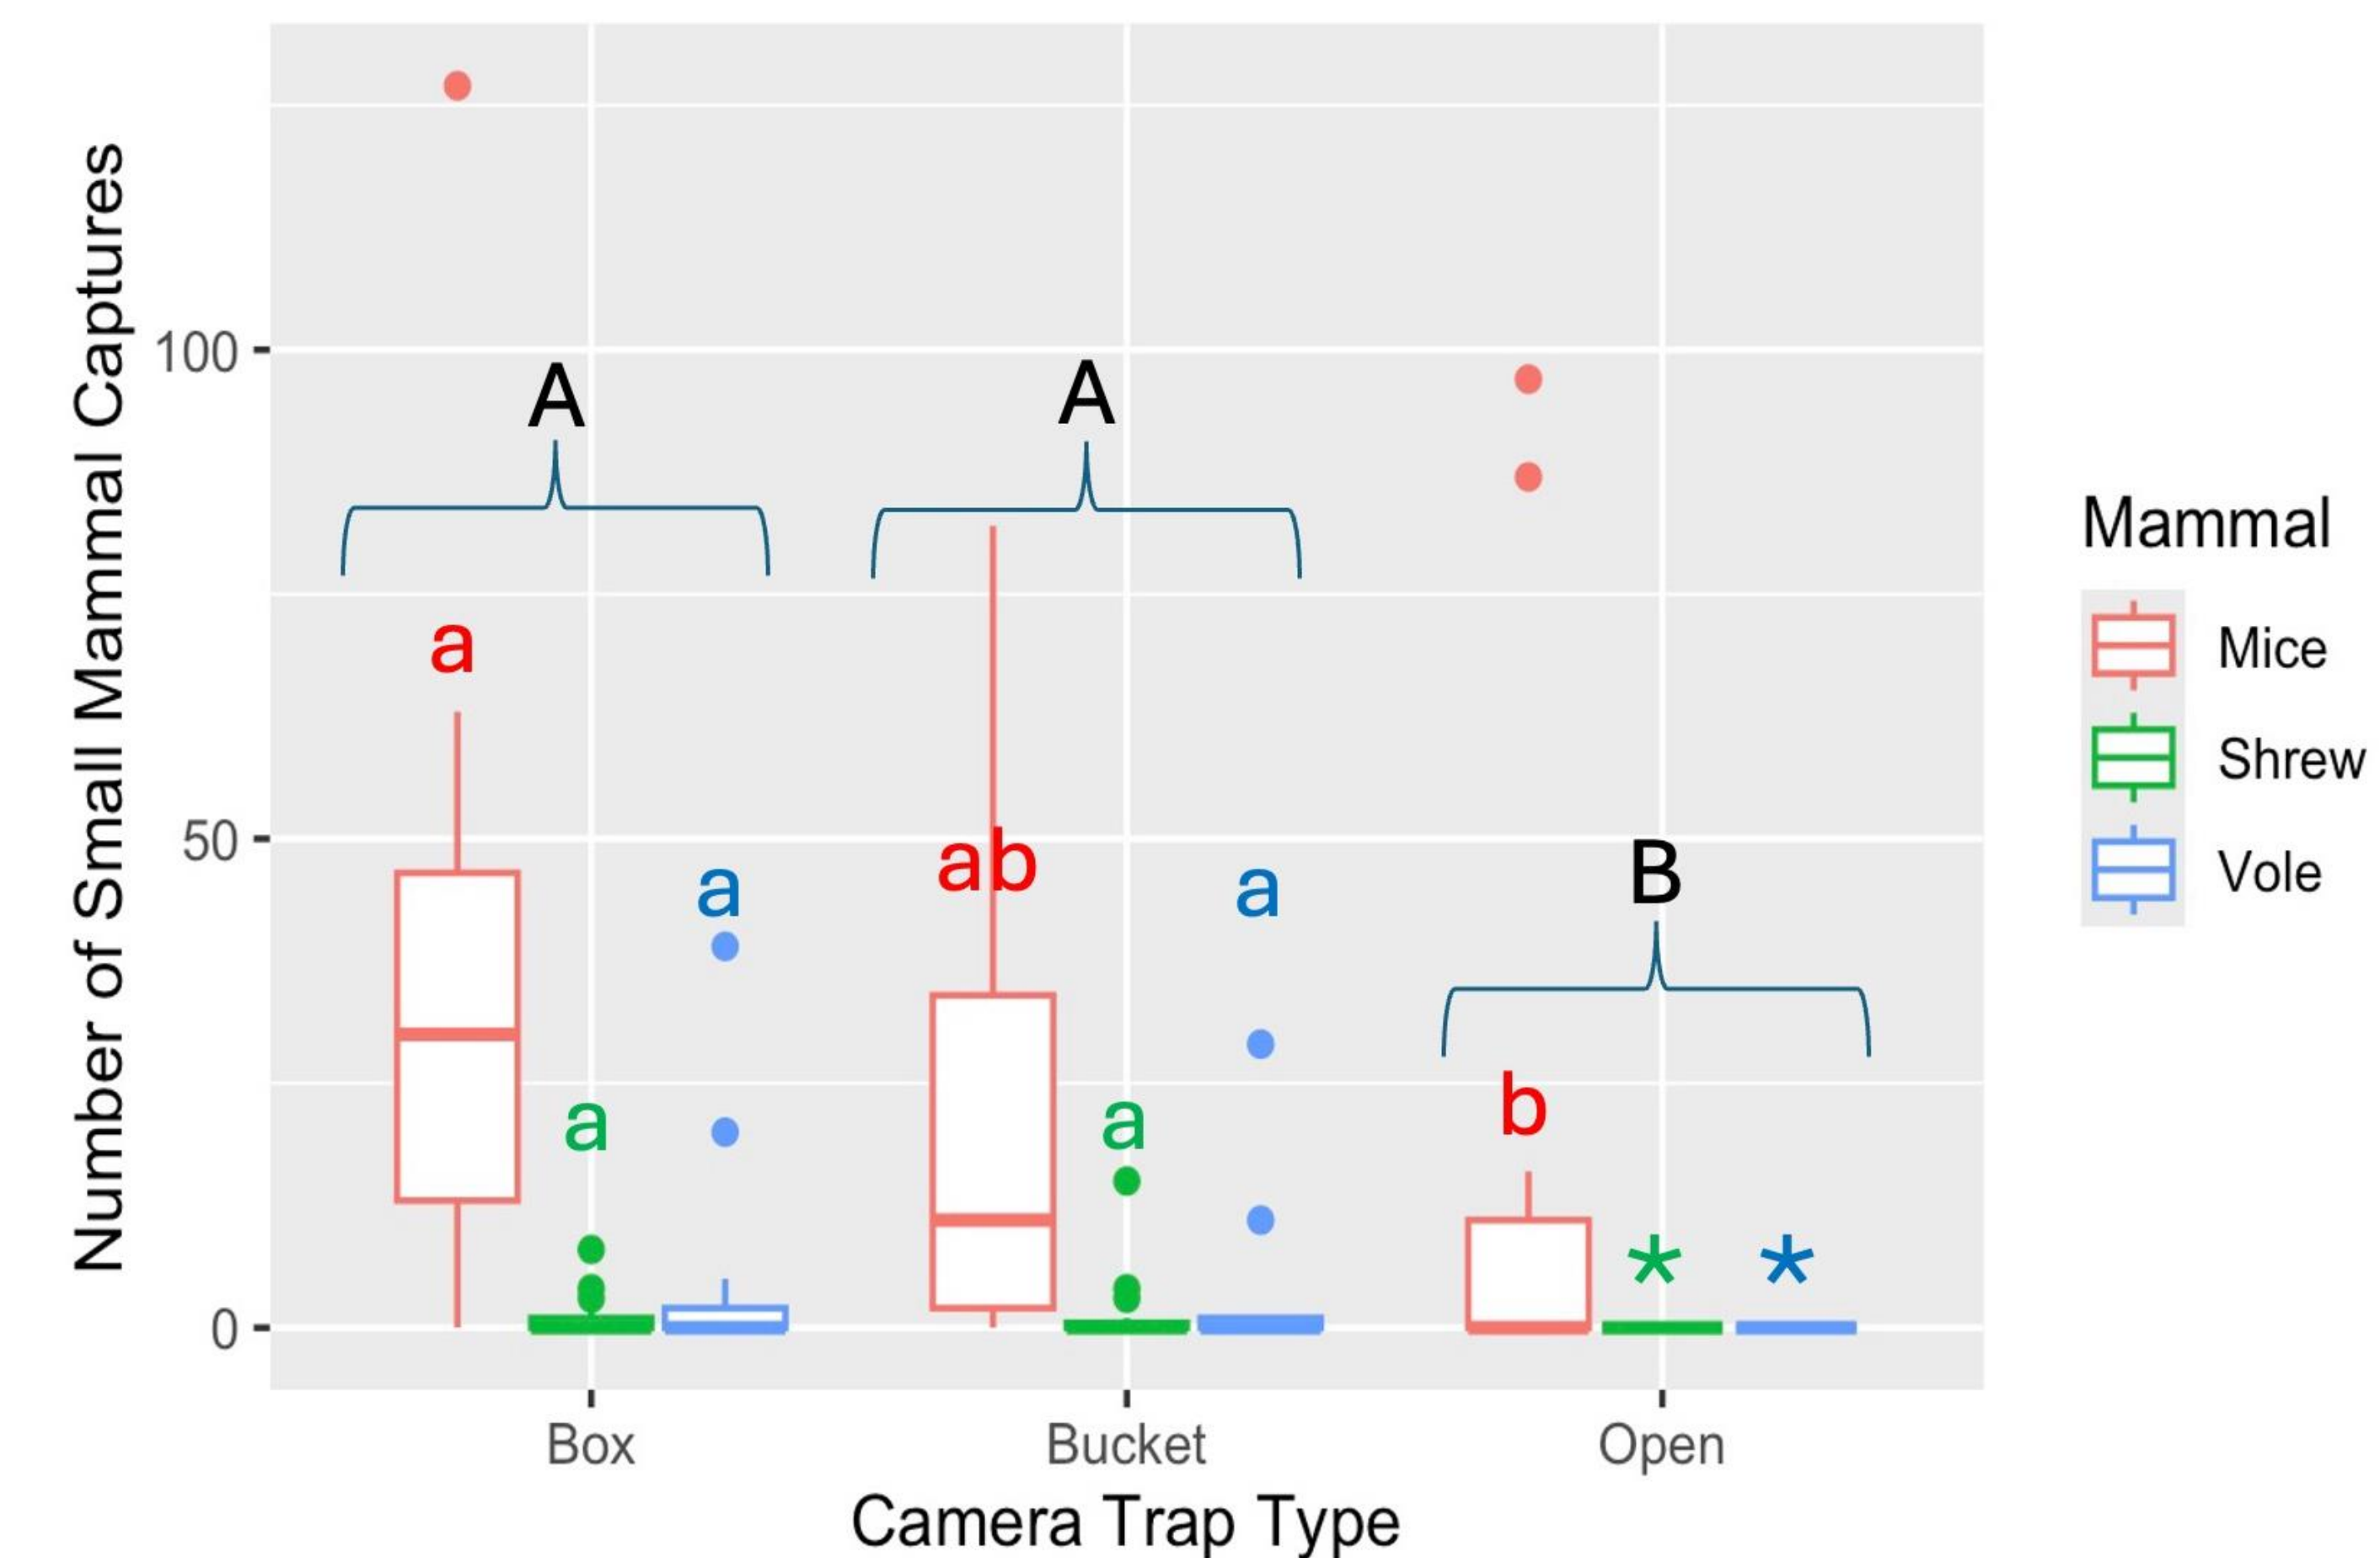 Number of Small Mammal Captures
100
50
0
A
A
a
ab
a
a
a
a
B
b
*
*
Box
Bucket
Open
Camera Trap Type
Mammal
Mice
Shrew
Vole